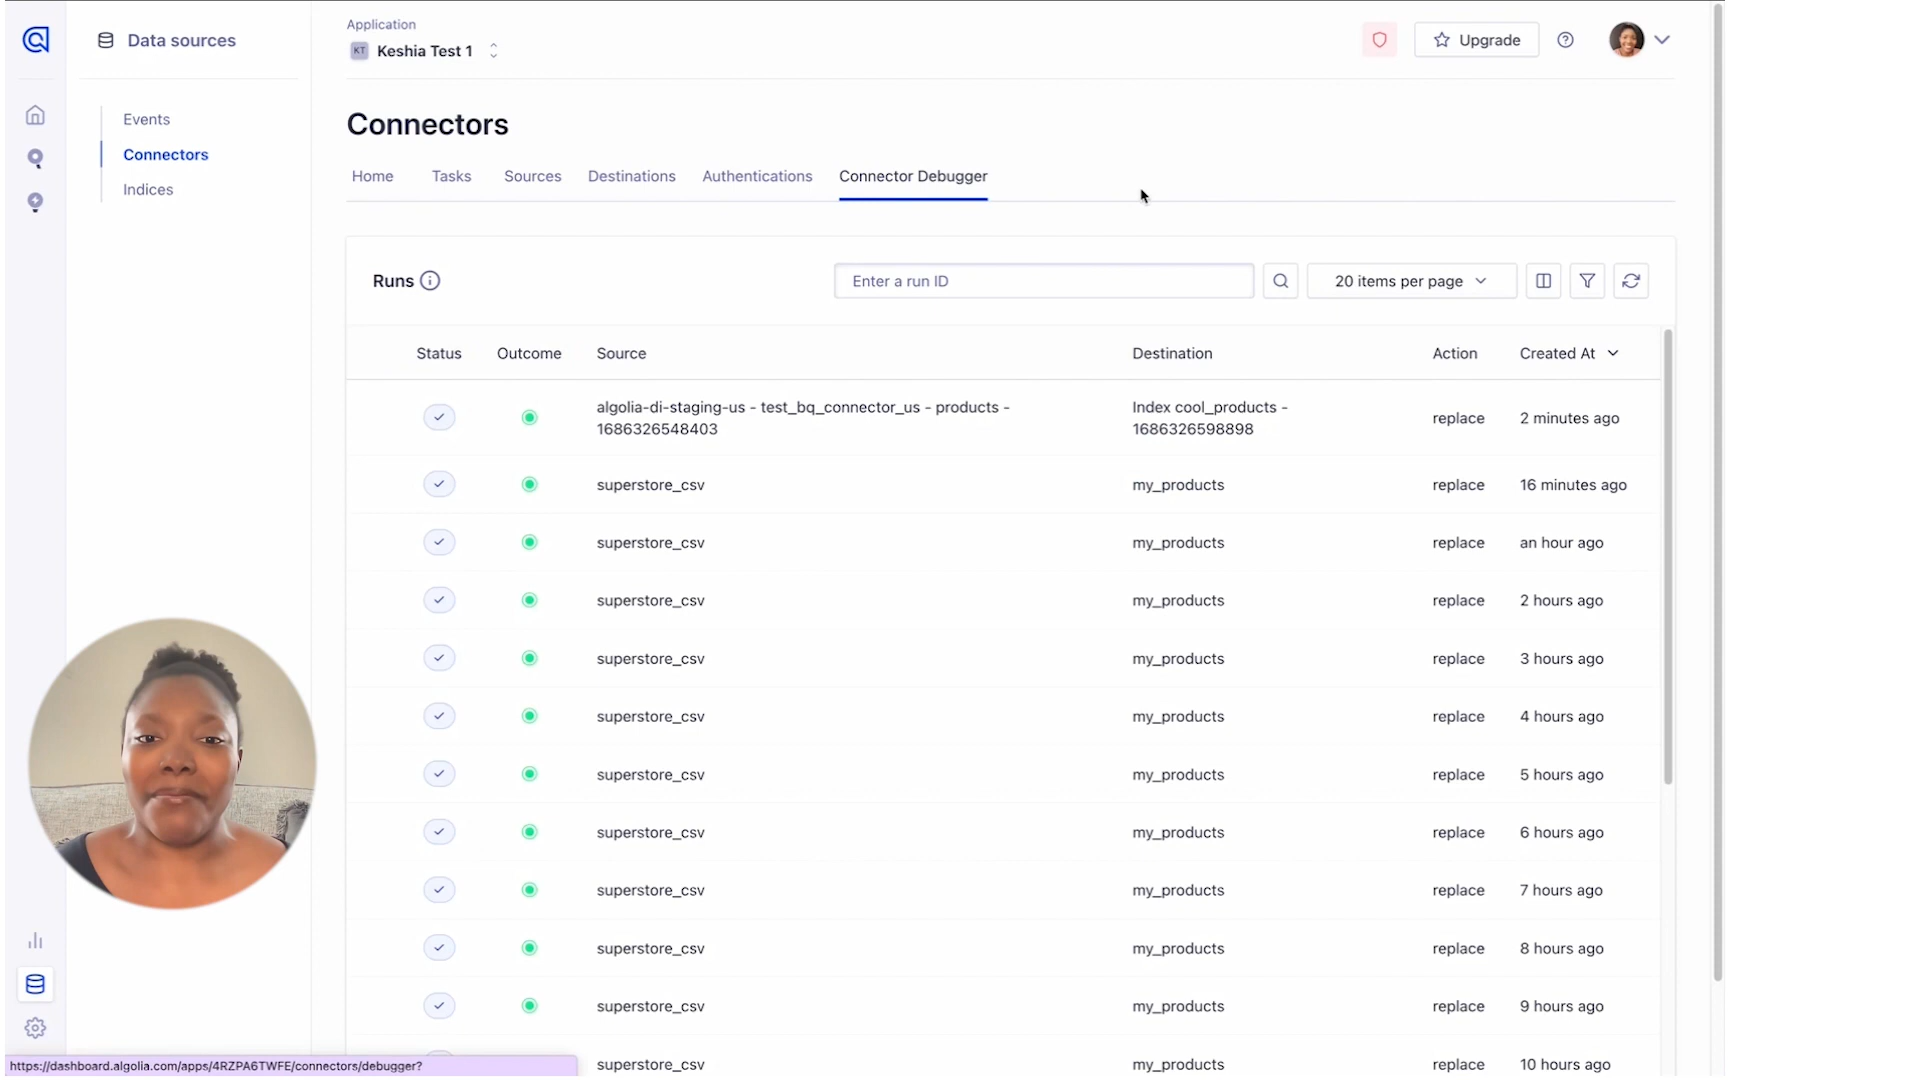 Data sources
Application
KT Keshia Test 1
Upgrade
Events
Connectors
Indices
Connectors
Home Tasks Sources Destinations Authentications Connector Debugger
Runs
Enter a run ID
20 items per page
Status Outcome Source Destination Action Created At
algolia-di-staging-us - test_bq_connector_us - products - Index cool_products -
1686326548403 1686326598898 replace 2 minutes ago
superstore_csv my_products replace 16 minutes ago
superstore_csv my_products replace an hour ago
superstore_csv my_products replace 2 hours ago
superstore_csv my_products replace 3 hours ago
superstore_csv my_products replace 4 hours ago
superstore_csv my_products replace 5 hours ago
superstore_csv my_products replace 6 hours ago
superstore_csv my_products replace 7 hours ago
superstore_csv my_products replace 8 hours ago
superstore_csv my_products replace 9 hours ago
superstore_csv my_products replace 10 hours ago
https://dashboard.algolia.com/apps/4RZPA6TWFE/connectors/debugger?